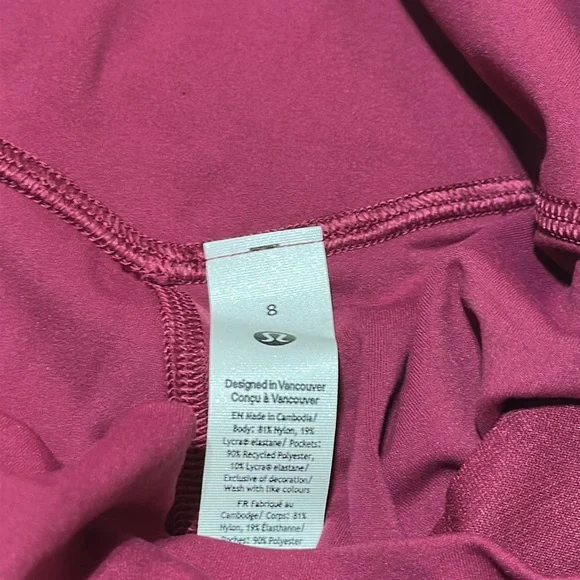 8
Designed in Vancouver
Conçu à Vancouver
EN Made in Cambodia/
Body: 81% Nylon, 19%
Lycra® elastane/ Pockets:
90% Recycled Polyester,
10% Lycra® elastane/
Exclusive of decoration/
Wash with like colours
FR Fabriqué au
Cambodge/ Corps: 81%
Nylon, 19% Élasthanne/
Poches: 90% Polyester